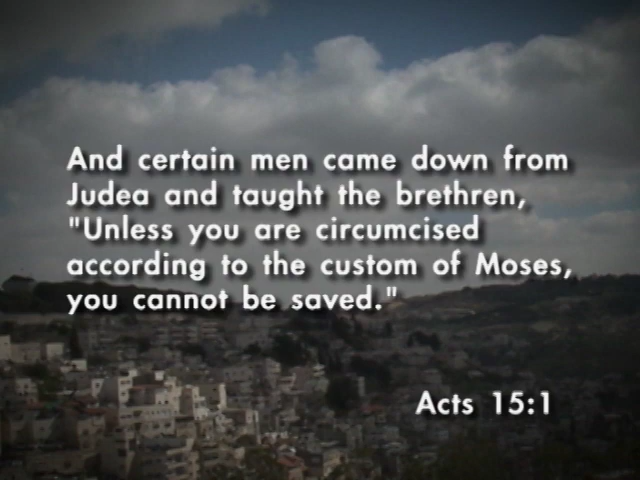 And certain men came down from
Judea and taught the brethren,
"Unless you are circumcised
according to the custom of Moses,
you cannot be saved."
Acts 15:1